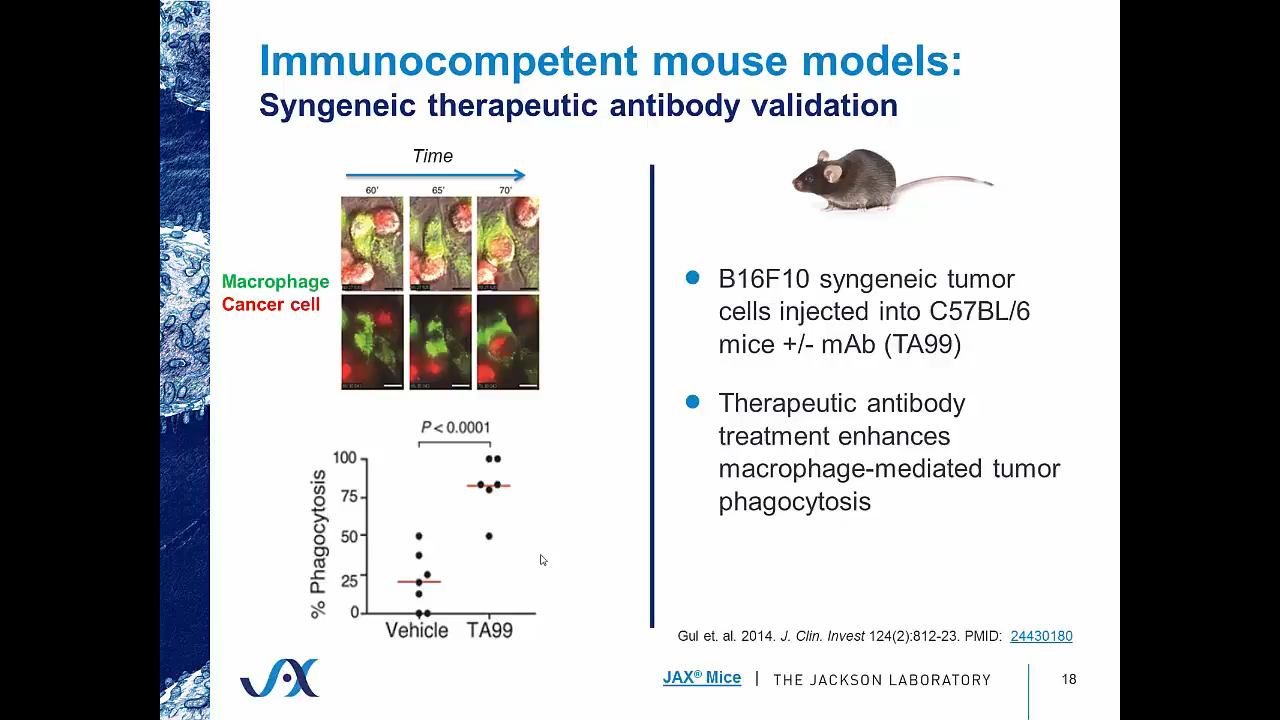 Immunocompetent mouse models:
Syngeneic therapeutic antibody validation
Time
60’ 65’ 70’
Macrophage
Cancer cell
P < 0.0001
% Phagocytosis
100
75
50
25
0
Vehicle TA99
B16F10 syngeneic tumor
cells injected into C57BL/6
mice +/- mAb (TA99)
Therapeutic antibody
treatment enhances
macrophage-mediated tumor
phagocytosis
Gul et. al. 2014. J. Clin. Invest 124(2):812-23. PMID: 24430180
JAX
JAX® Mice | THE JACKSON LABORATORY 18